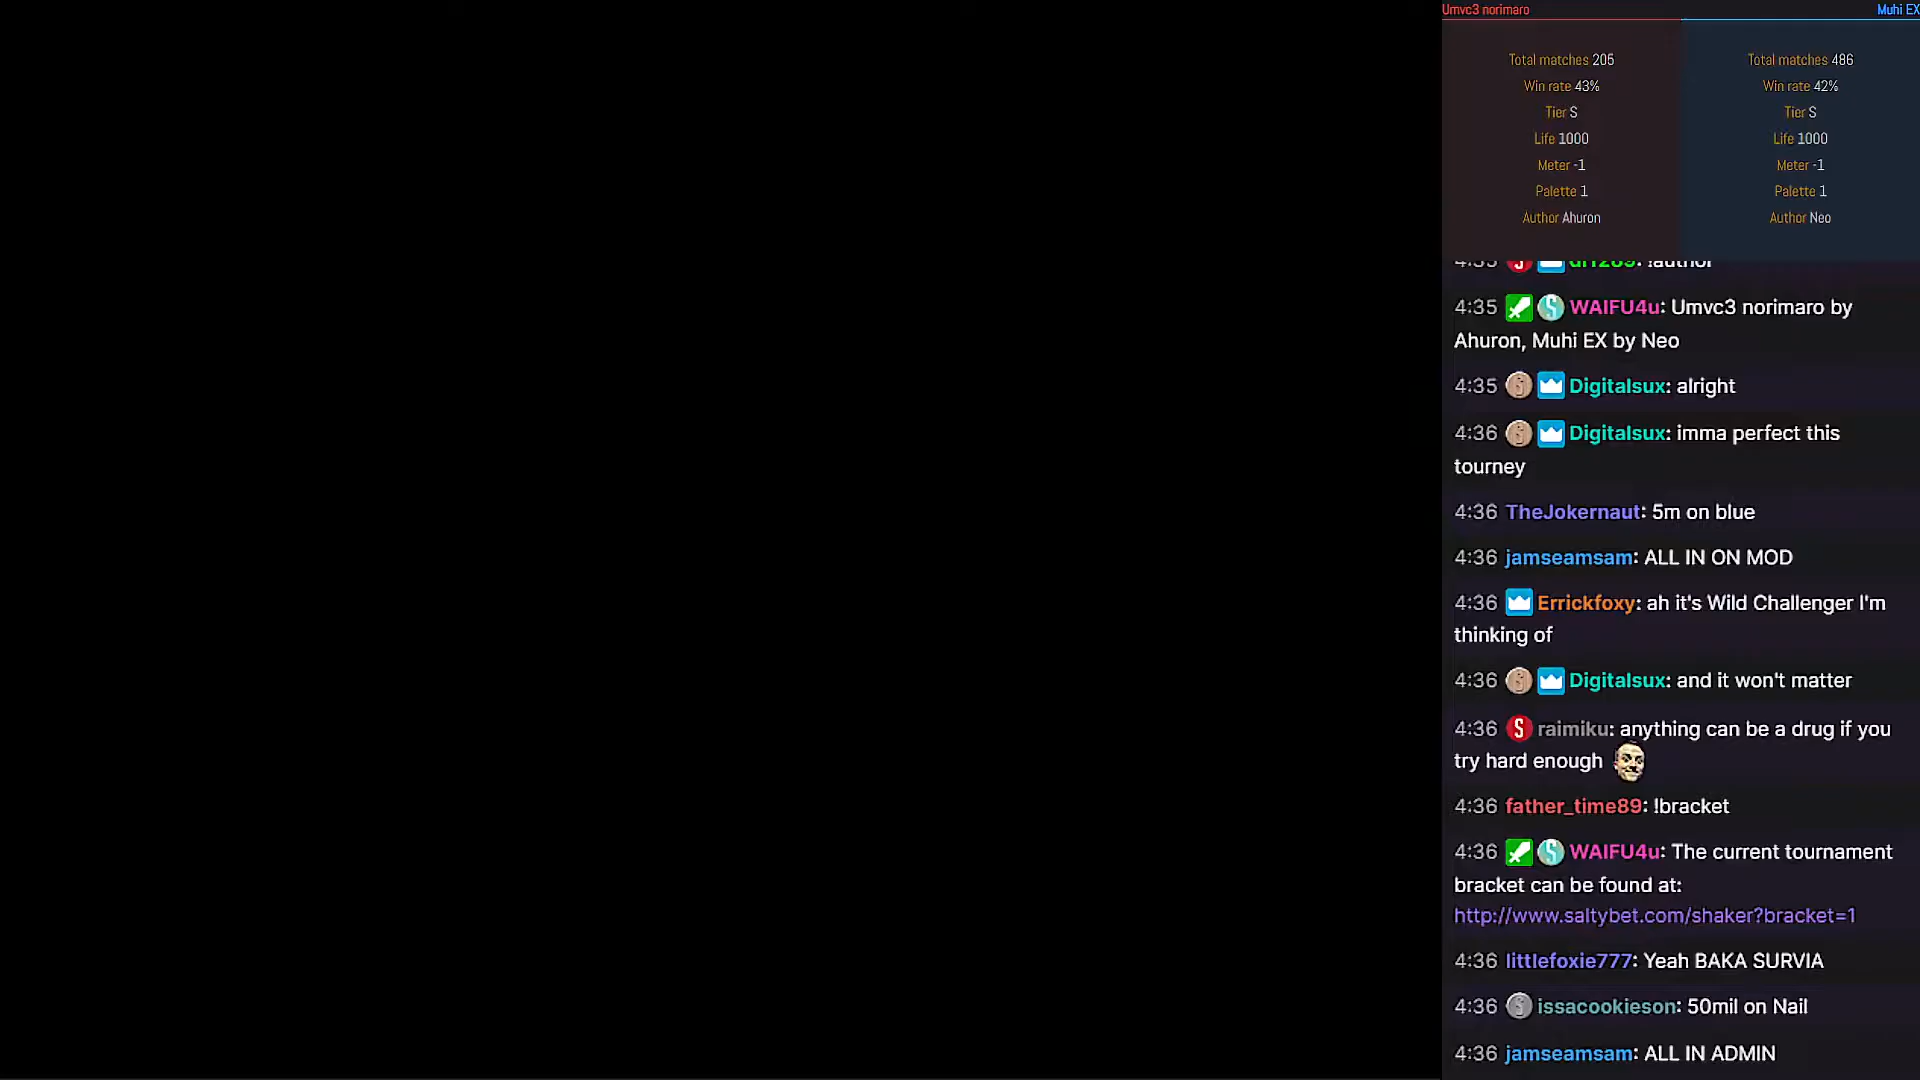 Umvc3 norimaro
Muhi EX
Total matches 205
Win rate 43%
Tier S
Life 1000
Meter -1
Palette 1
Author Ahuron
Total matches 486
Win rate 42%
Tier S
Life 1000
Meter -1
Palette 1
Author Neo
4:35 : !author
4:35 WAIFU4u: Umvc3 norimaro by
Ahuron, Muhi EX by Neo
4:35 Digitalsux: alright
4:36 Digitalsux: imma perfect this
tourney
4:36 TheJokernaut: 5m on blue
4:36 jamseamsam: ALL IN ON MOD
4:36 Errickfoxy: ah it's Wild Challenger I'm
thinking of
4:36 Digitalsux: and it won't matter
4:36 raimiku: anything can be a drug if you
try hard enough
4:36 father_time89: !bracket
4:36 WAIFU4u: The current tournament
bracket can be found at:
http://www.saltybet.com/shaker?bracket=1
4:36 littlefoxie777: Yeah BAKA SURVIA
4:36 issacookieson: 50mil on Nail
4:36 jamseamsam: ALL IN ADMIN